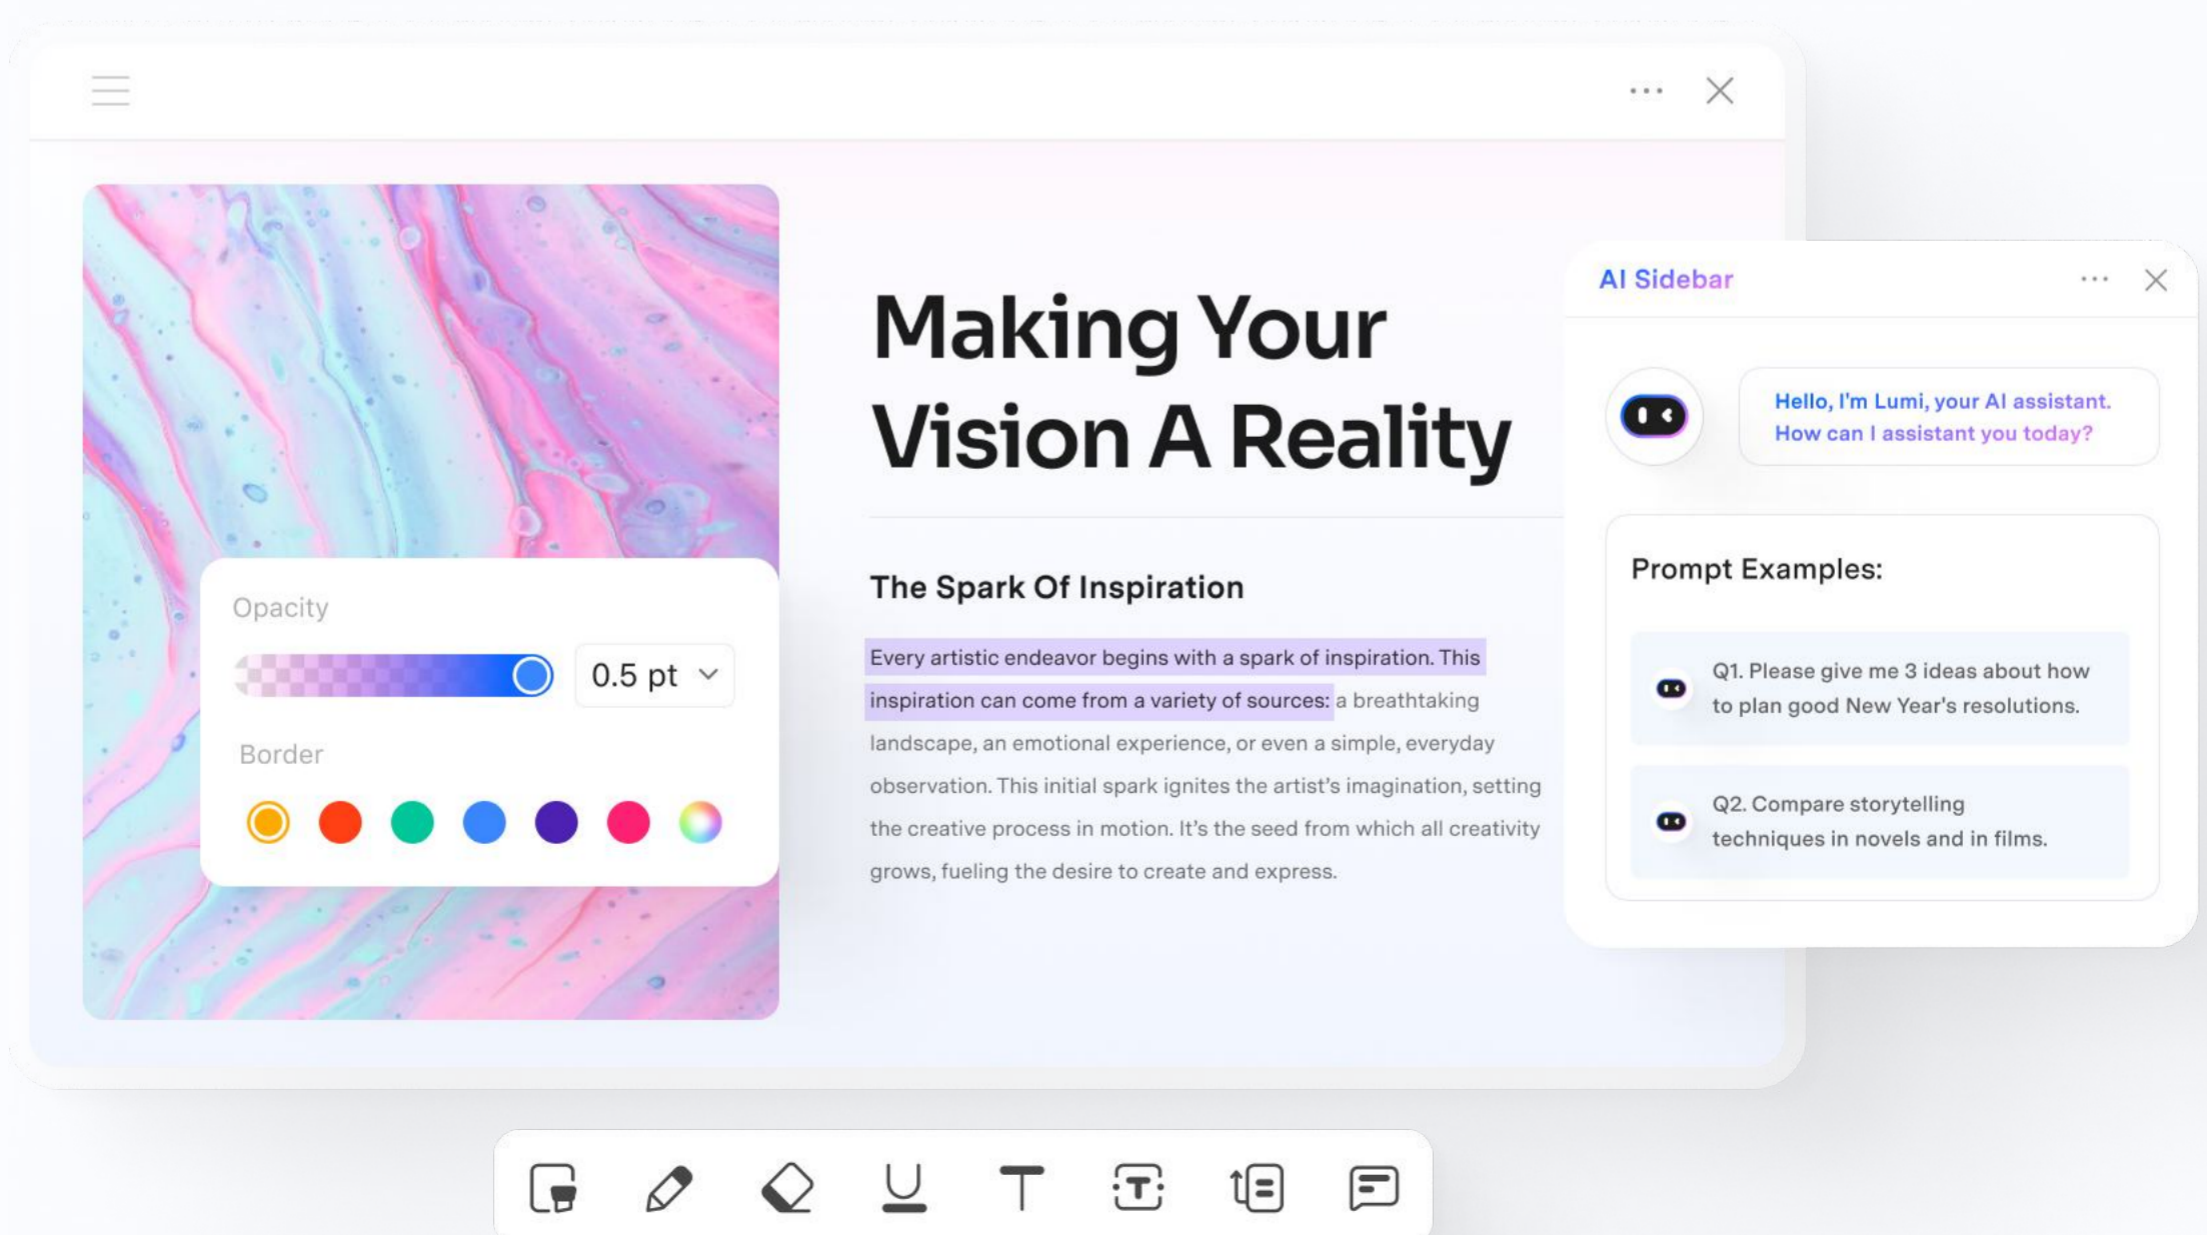 Making Your
Vision A Reality
The Spark Of Inspiration
Every artistic endeavor begins with a spark of inspiration. This
inspiration can come from a variety of sources: a breathtaking
landscape, an emotional experience, or even a simple, everyday
observation. This initial spark ignites the artist’s imagination, setting
the creative process in motion. It’s the seed from which all creativity
grows, fueling the desire to create and express.
Opacity
0.5 pt
Border
AI Sidebar
Hello, I'm Lumi, your AI assistant.
How can I assistant you today?
Prompt Examples:
Q1. Please give me 3 ideas about how
to plan good New Year's resolutions.
Q2. Compare storytelling
techniques in novels and in films.